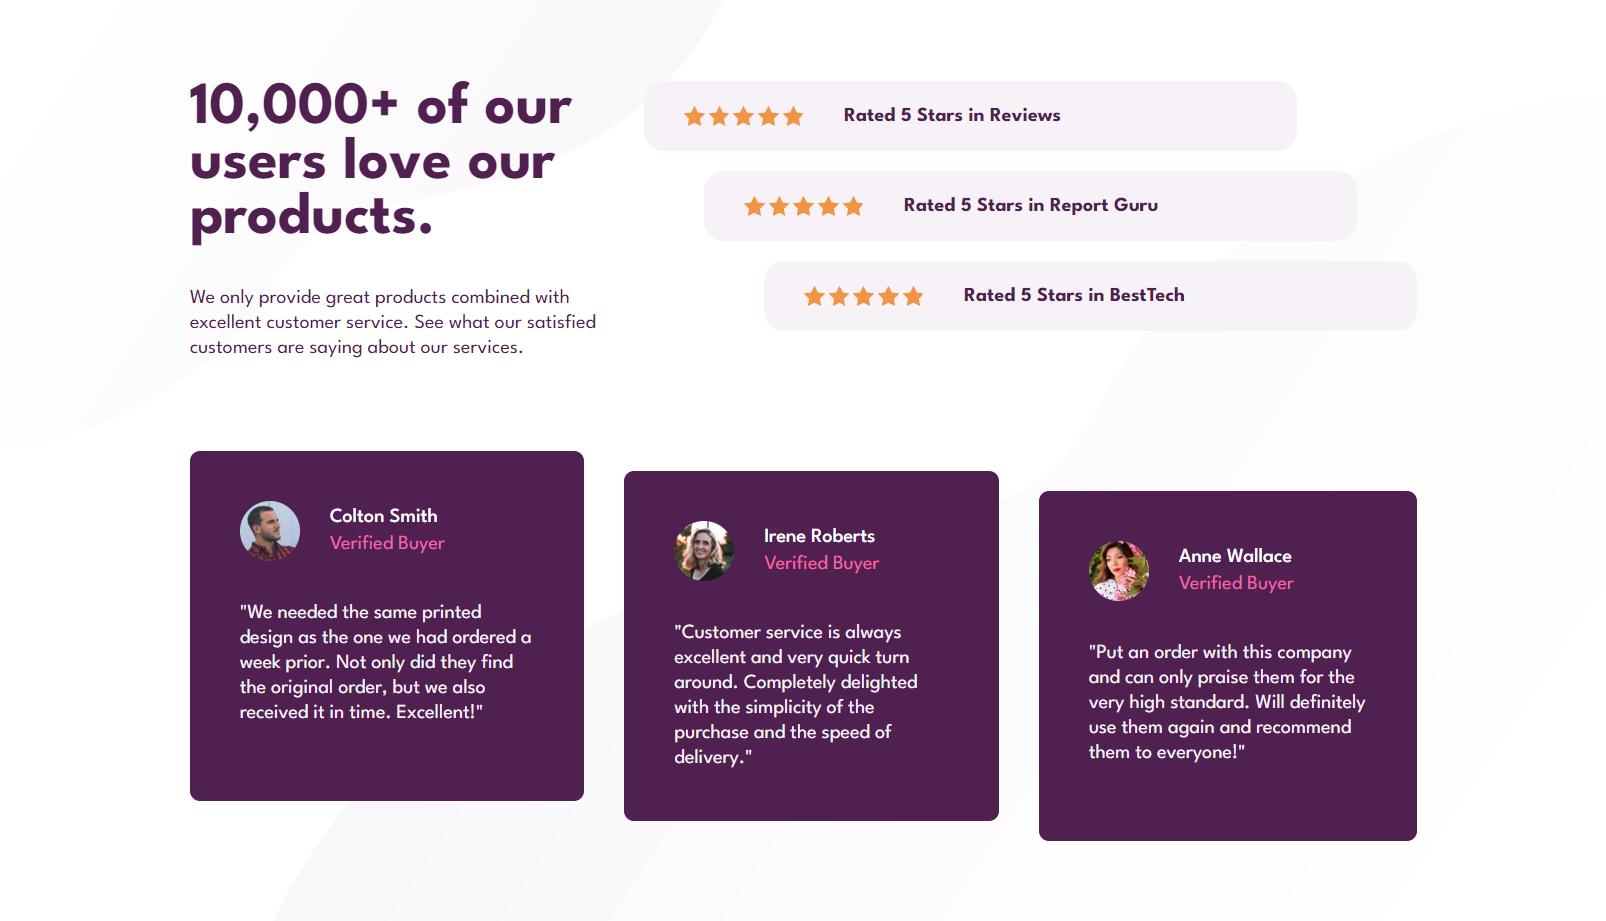 10,000+ of our
users love our
products.
We only provide great products combined with
excellent customer service. See what our satisfied
customers are saying about our services.
Rated 5 Stars in Reviews
Rated 5 Stars in Report Guru
Rated 5 Stars in BestTech
Colton Smith
Verified Buyer
"We needed the same printed
design as the one we had ordered a
week prior. Not only did they find
the original order, but we also
received it in time. Excellent!"
Irene Roberts
Verified Buyer
"Customer service is always
excellent and very quick turn
around. Completely delighted
with the simplicity of the
purchase and the speed of
delivery."
Anne Wallace
Verified Buyer
"Put an order with this company
and can only praise them for the
very high standard. Will definitely
use them again and recommend
them to everyone!"